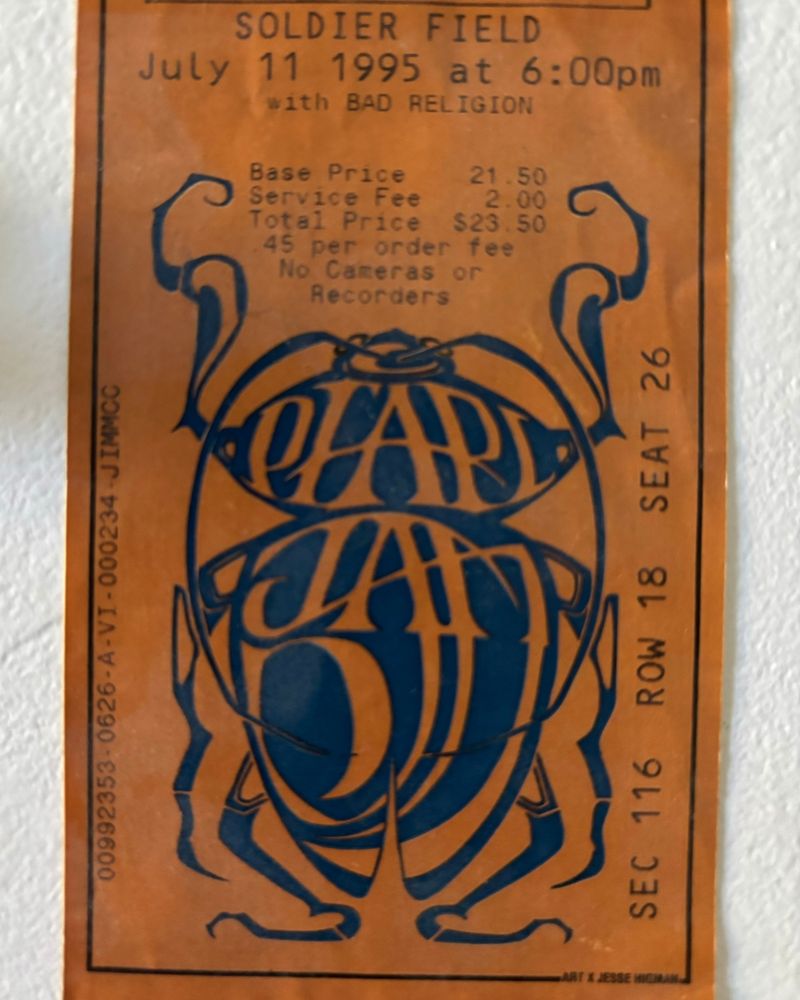 SOLDIER FIELD
July 11 1995 at 6:00pm
with BAD RELIGION
Base Price 21.50
Service Fee 2.00
Total Price $23.50
.45 per order fee
No Cameras or
Recorders
PEARL
JAM
00992353-0626-A-VI-000234-JIMMCC
SEC 116 ROW 18 SEAT 26
ART X JESSE HIGMAN